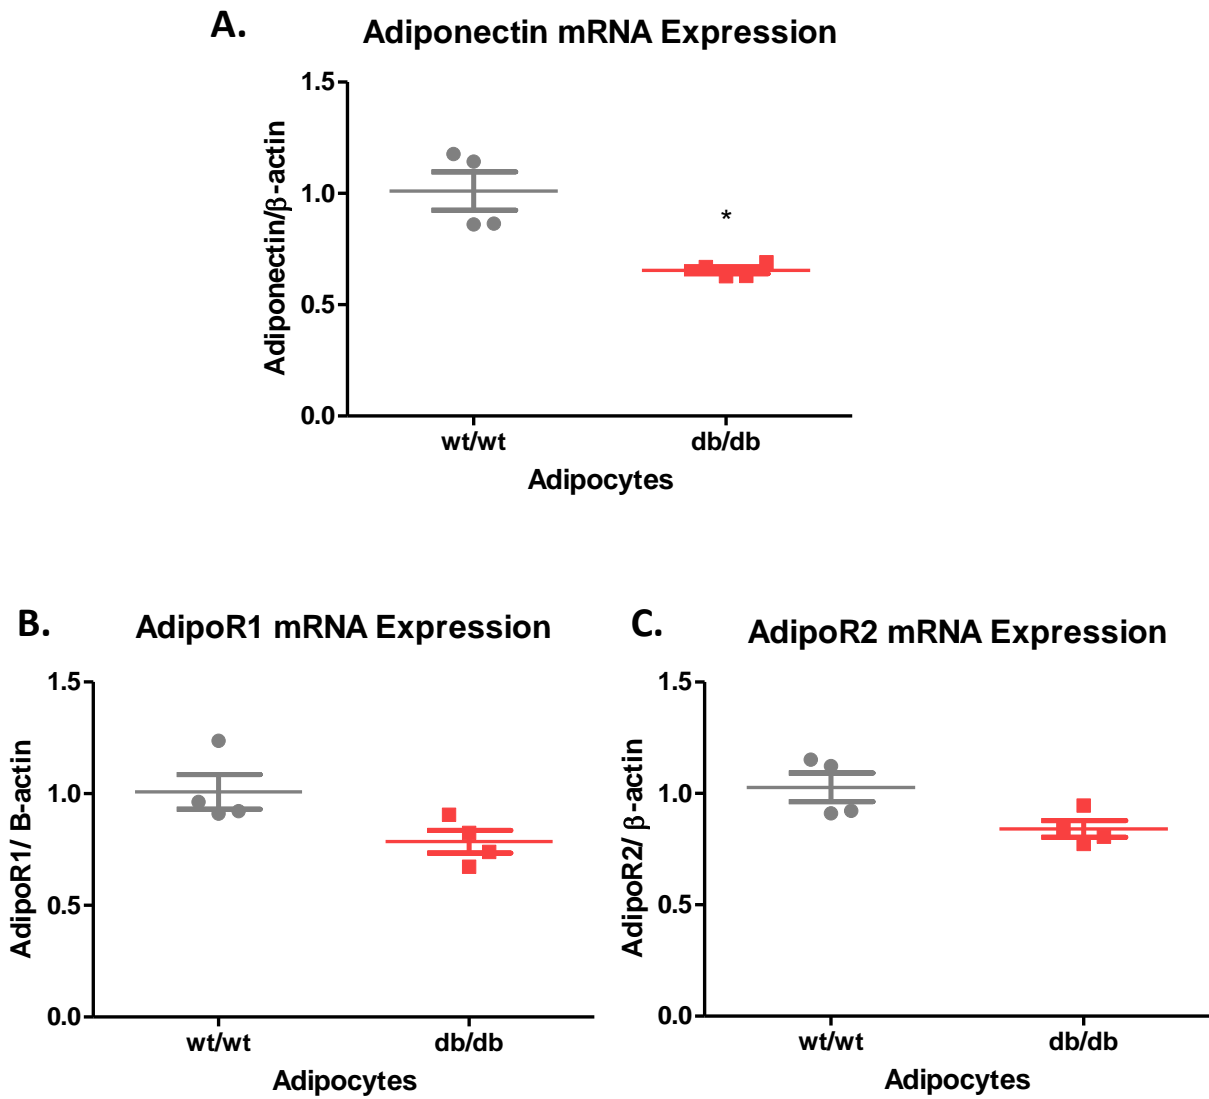 A.
Adiponectin mRNA Expression
Adiponectin/β-actin
1.5
1.0
0.5
0.0
*
wt/wt
db/db
Adipocytes
B.
AdipoR1 mRNA Expression
AdipoR1/ B-actin
1.5
1.0
0.5
0.0
wt/wt
db/db
Adipocytes
C.
AdipoR2 mRNA Expression
AdipoR2/ β-actin
1.5
1.0
0.5
0.0
wt/wt
db/db
Adipocytes